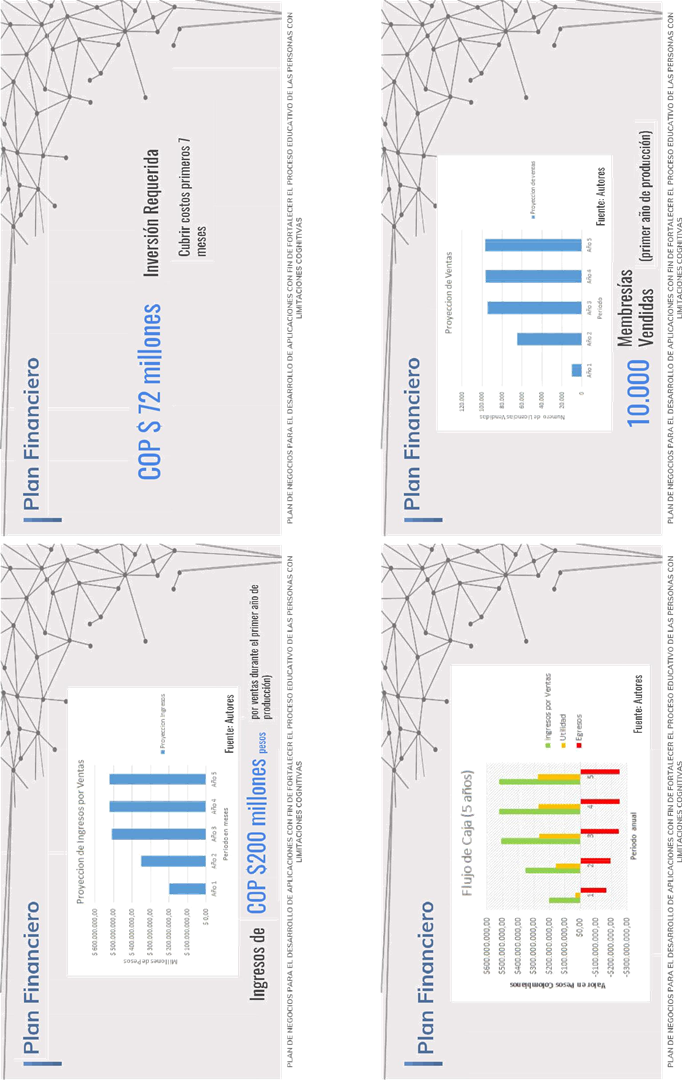 Plan Financiero
COP $ 72 millones
Inversión Requerida
Cubrir costos primeros 7
meses
PLAN DE NEGOCIOS PARA EL DESARROLLO DE APLICACIONES CON FIN DE FORTALECER EL PROCESO EDUCATIVO DE LAS PERSONAS CON
LIMITACIONES COGNITIVAS
Plan Financiero
Proyeccion de Ventas
120.000
100.000
80.000
60.000
40.000
20.000
0
Numero de Licencias Vendidas
Año 1
Año 2
Año 3
Año 4
Año 5
Periodo
Proyeccion de ventas
Fuente: Autores
10.000
Membresías
Vendidas
(primer año de producción)
PLAN DE NEGOCIOS PARA EL DESARROLLO DE APLICACIONES CON FIN DE FORTALECER EL PROCESO EDUCATIVO DE LAS PERSONAS CON
LIMITACIONES COGNITIVAS
Plan Financiero
Proyeccion de Ingresos por Ventas
$ 600.000.000,00
$ 500.000.000,00
$ 400.000.000,00
$ 300.000.000,00
$ 200.000.000,00
$ 100.000.000,00
$ 0,00
Millones de Pesos
Año 1
Año 2
Año 3
Año 4
Año 5
Periodo en meses
Proyeccion Ingresos
Fuente: Autores
Ingresos de
COP $200 millones pesos
por ventas durante el primer año de
producción)
PLAN DE NEGOCIOS PARA EL DESARROLLO DE APLICACIONES CON FIN DE FORTALECER EL PROCESO EDUCATIVO DE LAS PERSONAS CON
LIMITACIONES COGNITIVAS
Plan Financiero
Flujo de Caja (5 años)
$600.000.000,00
$500.000.000,00
$400.000.000,00
$300.000.000,00
$200.000.000,00
$100.000.000,00
$0,00
-$100.000.000,00
-$200.000.000,00
-$300.000.000,00
Valor en Pesos Colombianos
1
2
3
4
5
Periodo anual
Ingresos por Ventas
Utilidad
Egresos
Fuente: Autores
PLAN DE NEGOCIOS PARA EL DESARROLLO DE APLICACIONES CON FIN DE FORTALECER EL PROCESO EDUCATIVO DE LAS PERSONAS CON
LIMITACIONES COGNITIVAS